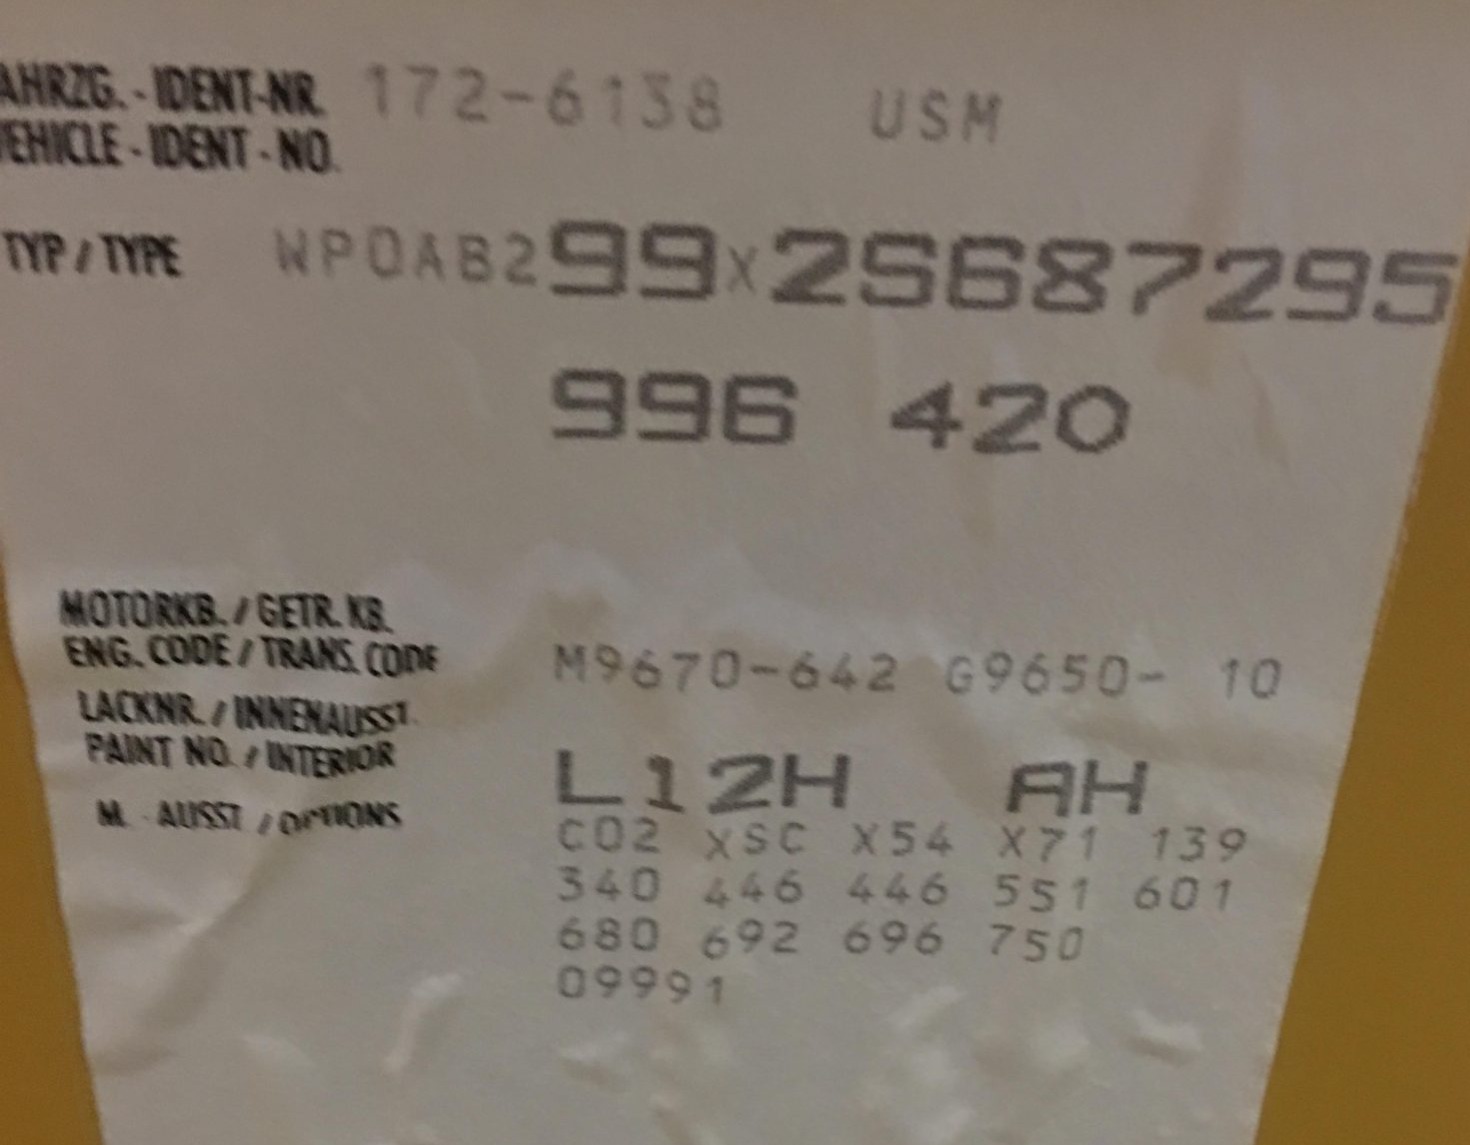 AHRZG.-IDENT-NR. 172-6138 USM
VEHICLE-IDENT-NO.
TYP / TYPE WP0AB299X2S687295
996 420
MOTORKB. / GETR. KB.
ENG. CODE / TRANS. CODE M9670-642 G9650- 10
LACKNR. / INNENAUSST.
PAINT NO. / INTERIOR L12H AH
M. - AUSST / OPTIONS C02 XSC X54 X71 139
340 446 446 551 601
680 692 696 750
09991